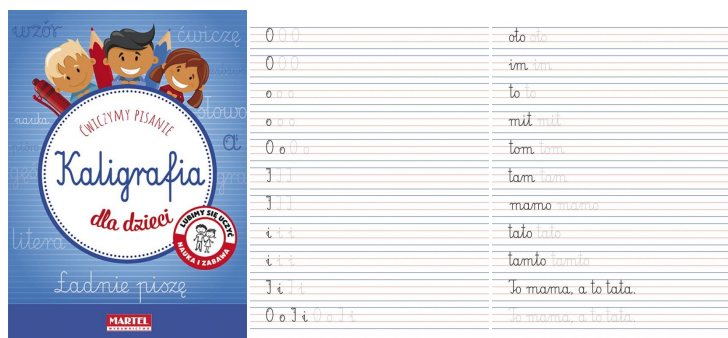 wzór
ćwiczę
nauka
słowo
a
ĆWICZYMY PISANIE
Kaligrafia
dla dzieci
LUBIMY SIĘ UCZYĆ
NAUKA I ZABAWA
litera
Ładnie piszę
MARTEL
WYDAWNICTWO
O O O
O O O
o o o
o o o
O o O o
I I I
I I I
i i i
i i i
I i I i
O o I i O o I i
oto oto
im im
to to
mit mit
tom tom
tam tam
mamo mamo
tato tato
tamto tamto
To mama, a to tata.
To mama, a to tata.